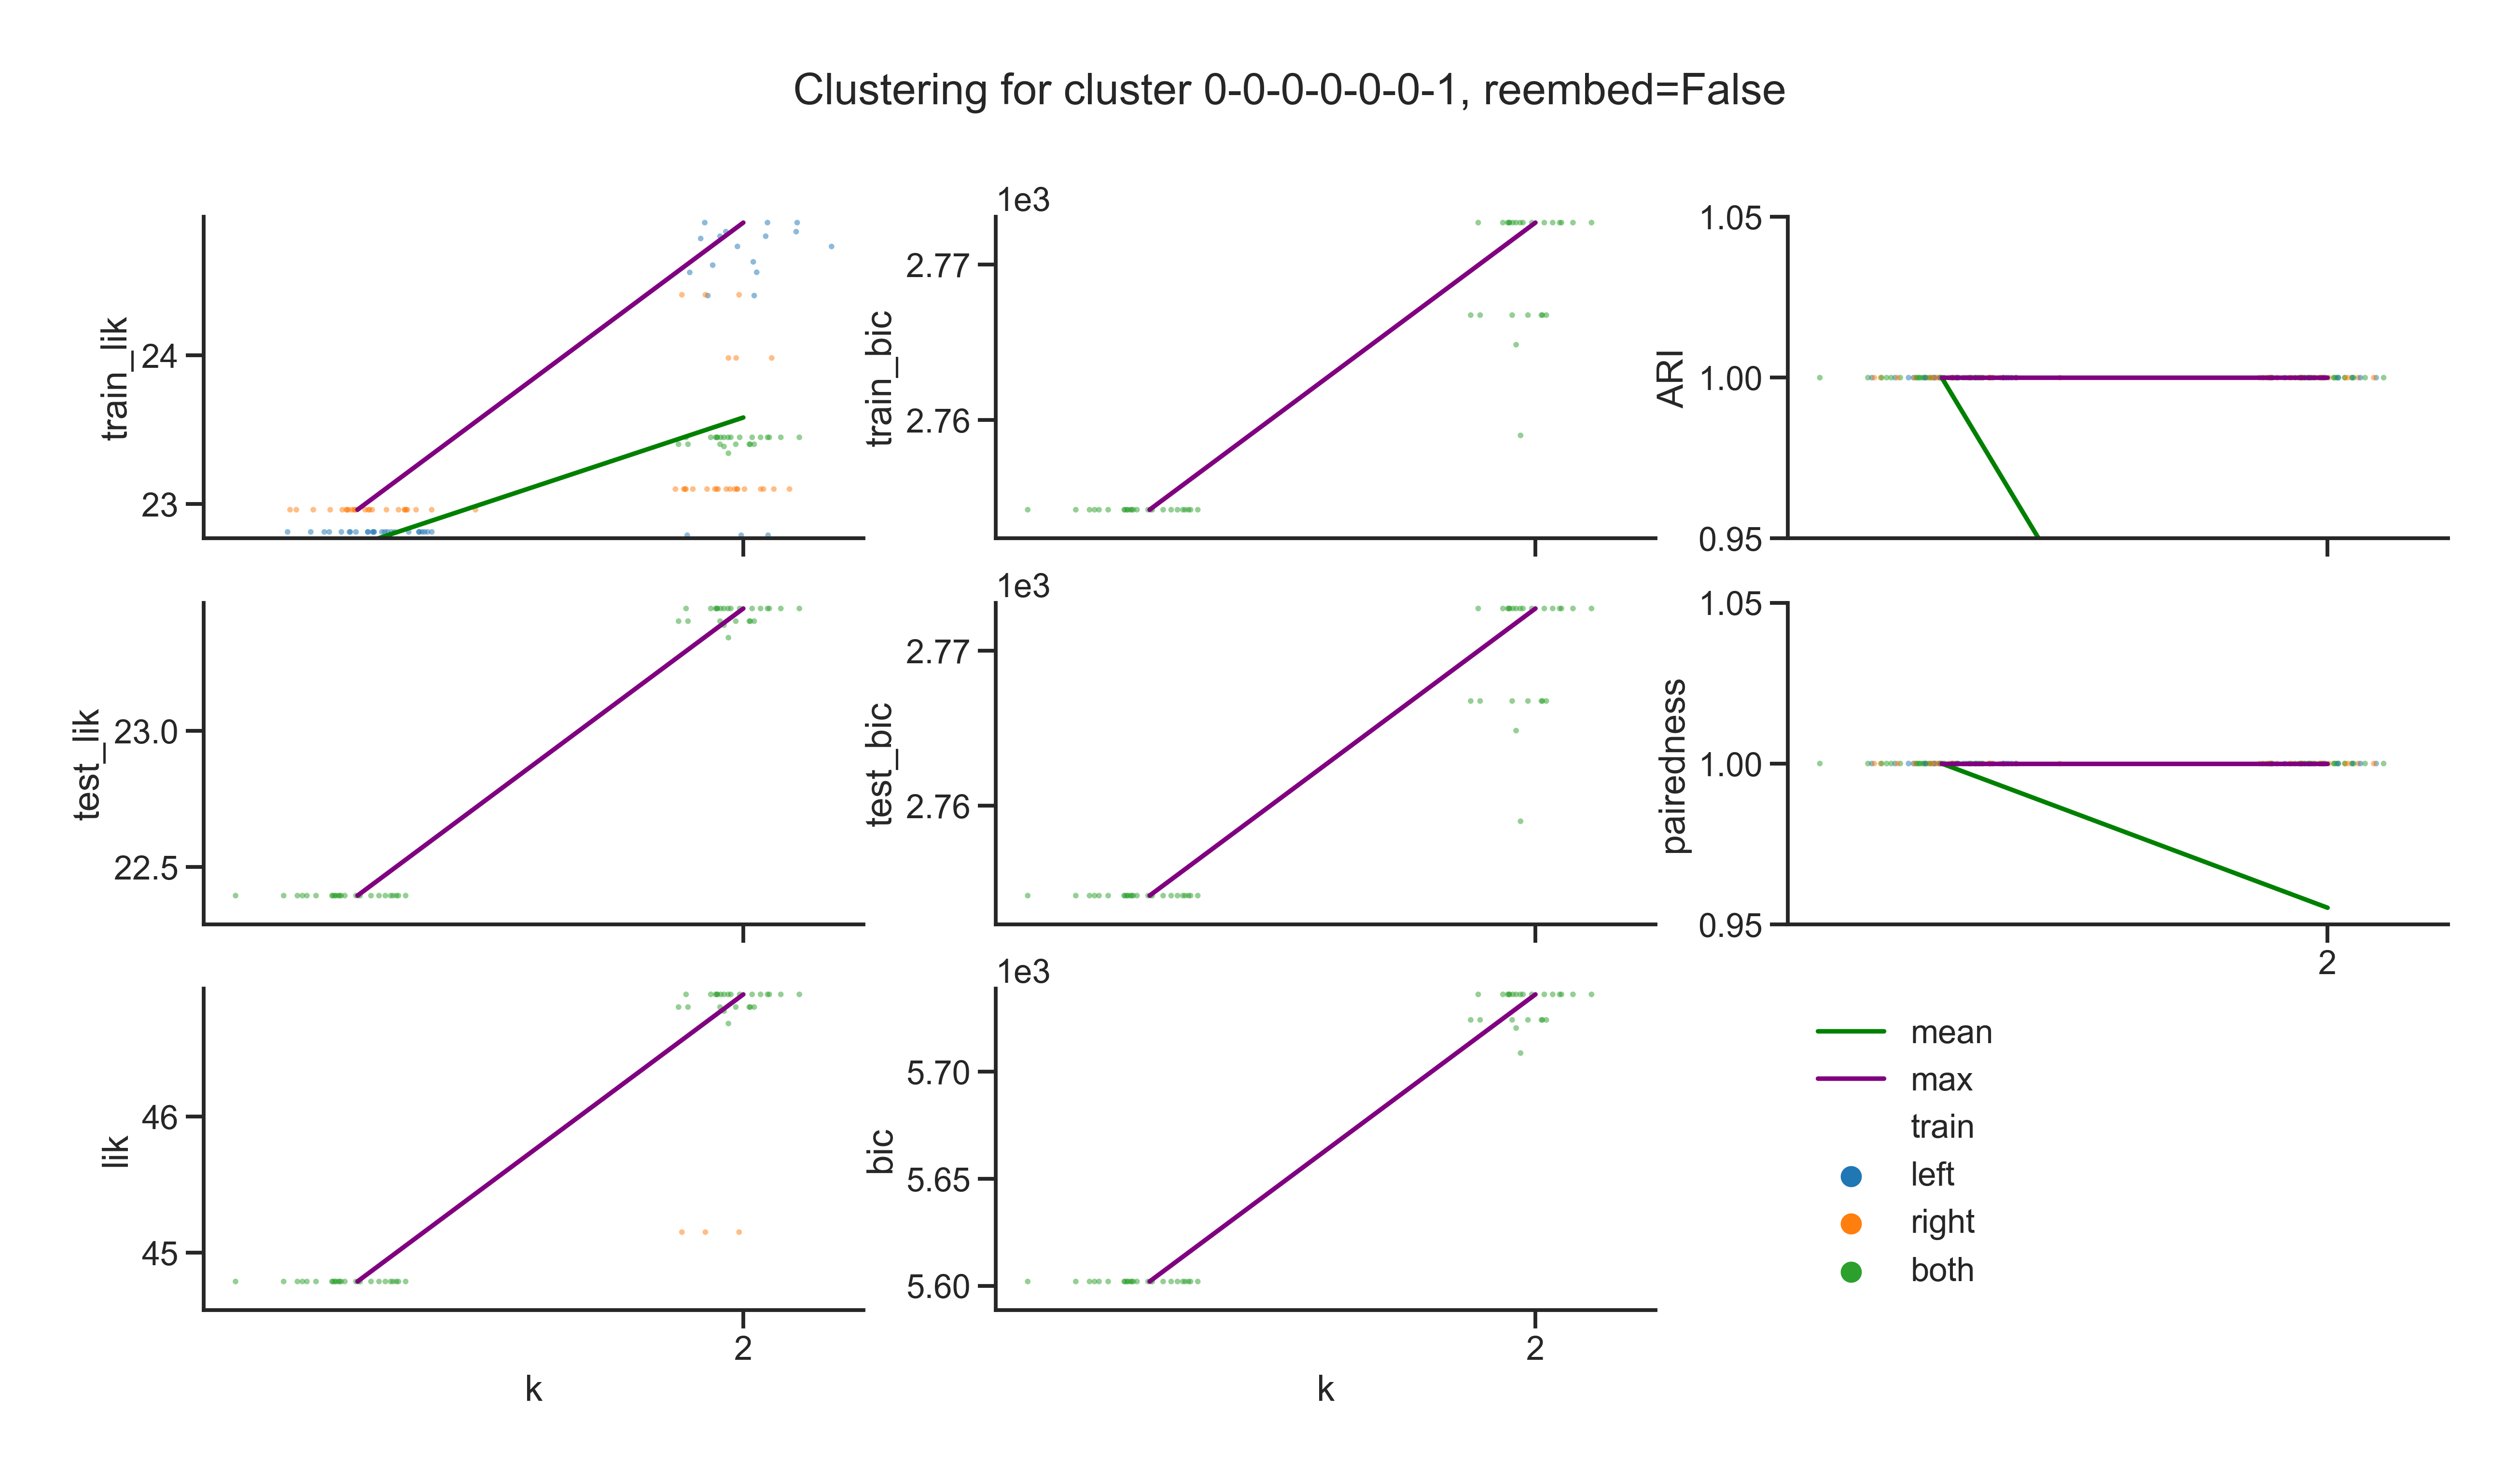 Clustering for cluster 0-0-0-0-0-0-1, reembed=False
train_lik
24
23
1e3
train_bic
2.77
2.76
ARI
1.05
1.00
0.95
test_lik
23.0
22.5
1e3
test_bic
2.77
2.76
pairedness
1.05
1.00
0.95
2
lik
46
45
2
k
1e3
bic
5.70
5.65
5.60
2
k
mean
max
train
left
right
both